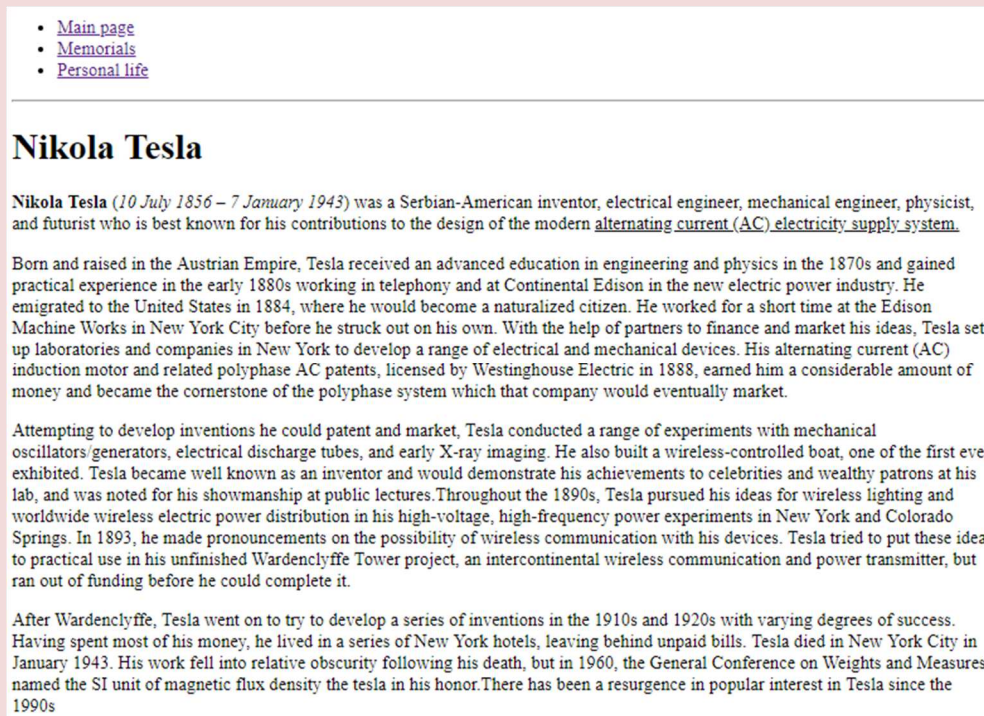 Main page
Memorials
Personal life
Nikola Tesla
Nikola Tesla (10 July 1856 – 7 January 1943) was a Serbian-American inventor, electrical engineer, mechanical engineer, physicist,
and futurist who is best known for his contributions to the design of the modern alternating current (AC) electricity supply system.
Born and raised in the Austrian Empire, Tesla received an advanced education in engineering and physics in the 1870s and gained
practical experience in the early 1880s working in telephony and at Continental Edison in the new electric power industry. He
emigrated to the United States in 1884, where he would become a naturalized citizen. He worked for a short time at the Edison
Machine Works in New York City before he struck out on his own. With the help of partners to finance and market his ideas, Tesla set
up laboratories and companies in New York to develop a range of electrical and mechanical devices. His alternating current (AC)
induction motor and related polyphase AC patents, licensed by Westinghouse Electric in 1888, earned him a considerable amount of
money and became the cornerstone of the polyphase system which that company would eventually market.
Attempting to develop inventions he could patent and market, Tesla conducted a range of experiments with mechanical
oscillators/generators, electrical discharge tubes, and early X-ray imaging. He also built a wireless-controlled boat, one of the first eve
exhibited. Tesla became well known as an inventor and would demonstrate his achievements to celebrities and wealthy patrons at his
lab, and was noted for his showmanship at public lectures.Throughout the 1890s, Tesla pursued his ideas for wireless lighting and
worldwide wireless electric power distribution in his high-voltage, high-frequency power experiments in New York and Colorado
Springs. In 1893, he made pronouncements on the possibility of wireless communication with his devices. Tesla tried to put these idea
to practical use in his unfinished Wardenclyffe Tower project, an intercontinental wireless communication and power transmitter, but
ran out of funding before he could complete it.
After Wardenclyffe, Tesla went on to try to develop a series of inventions in the 1910s and 1920s with varying degrees of success.
Having spent most of his money, he lived in a series of New York hotels, leaving behind unpaid bills. Tesla died in New York City in
January 1943. His work fell into relative obscurity following his death, but in 1960, the General Conference on Weights and Measures
named the SI unit of magnetic flux density the tesla in his honor.There has been a resurgence in popular interest in Tesla since the
1990s